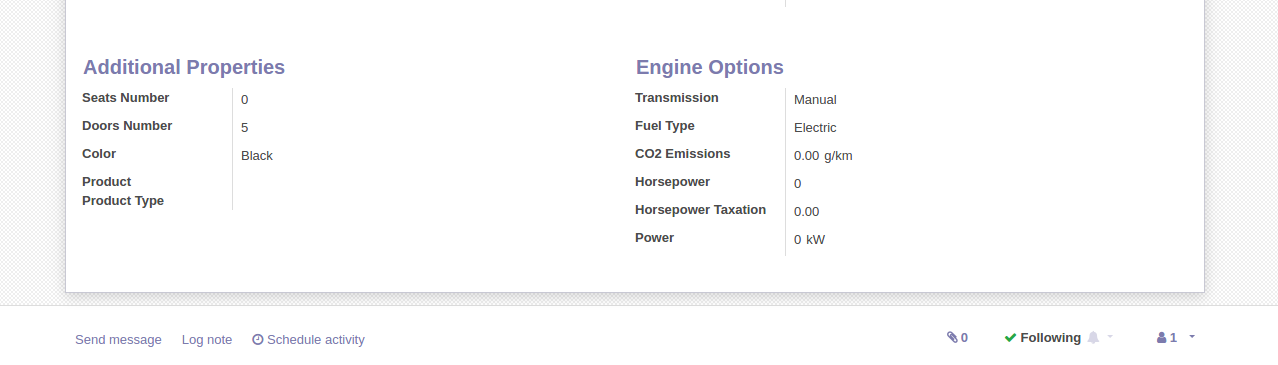 Additional Properties
Seats Number 0
Doors Number 5
Color Black
Product
Product Type
Engine Options
Transmission Manual
Fuel Type Electric
CO2 Emissions 0.00 g/km
Horsepower 0
Horsepower Taxation 0.00
Power 0 kW
Send message Log note Schedule activity 0 Following 1